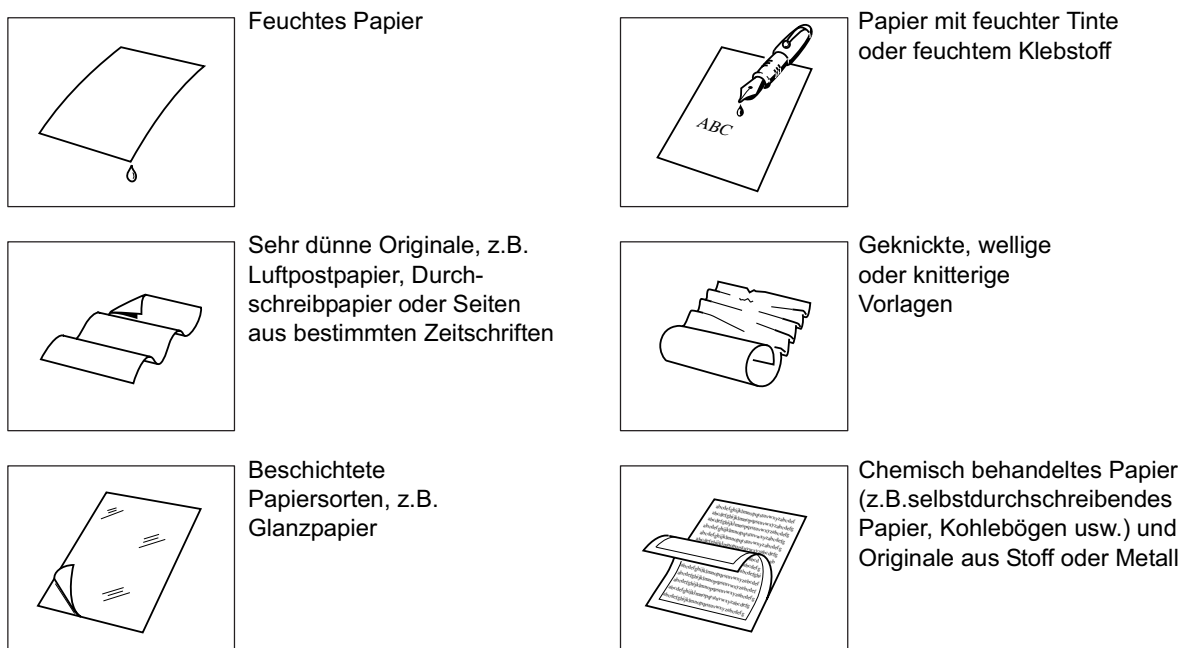 Feuchtes Papier
Papier mit feuchter Tinte
oder feuchtem Klebstoff
ABC
Sehr dünne Originale, z.B.
Luftpostpapier, Durch-
schreibpapier oder Seiten
aus bestimmten Zeitschriften
Geknickte, wellige
oder knitterige
Vorlagen
Beschichtete
Papiersorten, z.B.
Glanzpapier
Chemisch behandeltes Papier
(z.B.selbstdurchschreibendes
Papier, Kohlebögen usw.) und
Originale aus Stoff oder Metall